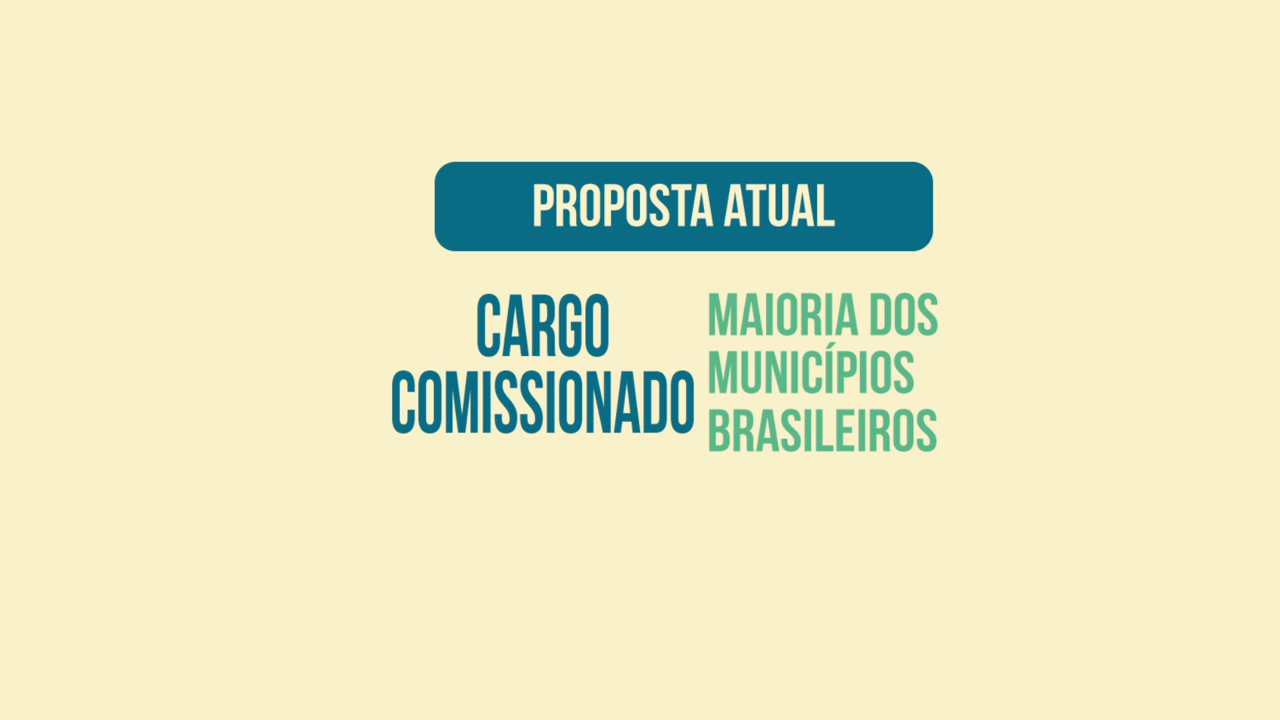 PROPOSTA ATUAL
CARGO
COMISSIONADO
MAIORIA DOS
MUNICÍPIOS
BRASILEIROS